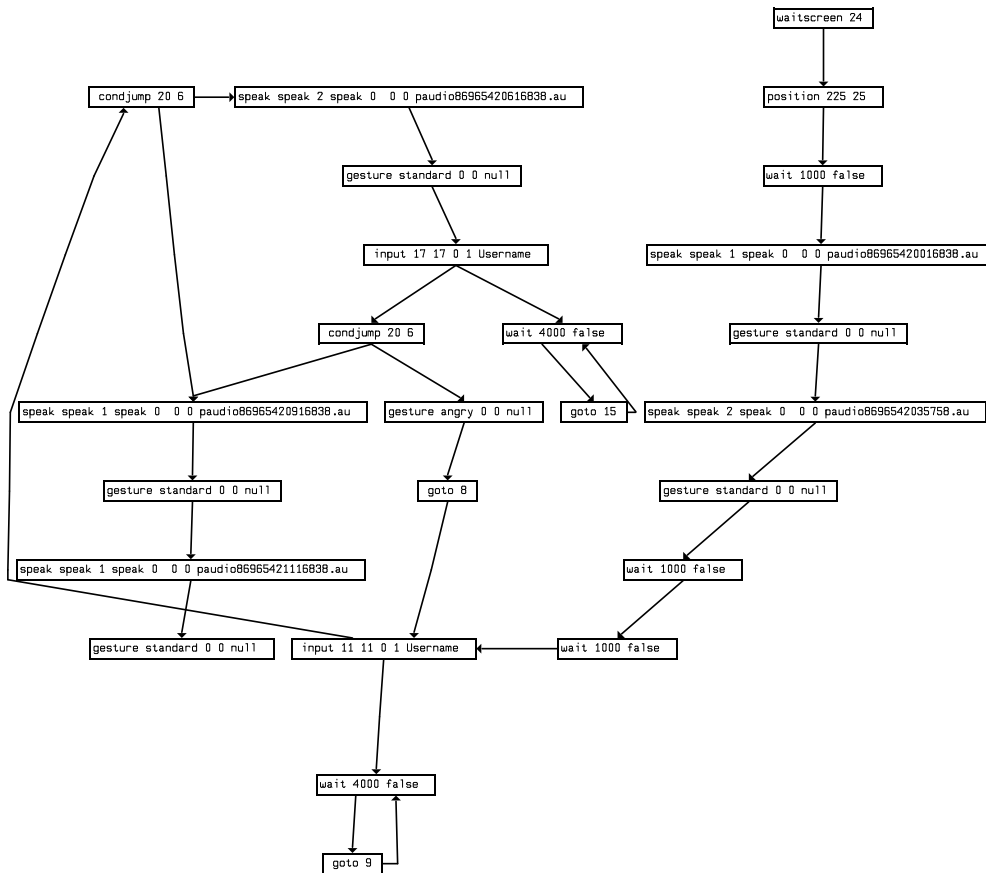 waitscreen 24
condjump 20 6
speak speak 2 speak 0 0 0 paudio86965420616838.au
position 225 25
gesture standard 0 0 null
wait 1000 false
input 17 17 0 1 Username
speak speak 1 speak 0 0 0 paudio86965420016838.au
condjump 20 6
wait 4000 false
gesture standard 0 0 null
speak speak 1 speak 0 0 0 paudio86965420916838.au
gesture angry 0 0 null
goto 15
speak speak 2 speak 0 0 0 paudio8696542035758.au
gesture standard 0 0 null
goto 8
gesture standard 0 0 null
speak speak 1 speak 0 0 0 paudio86965421116838.au
wait 1000 false
gesture standard 0 0 null
input 11 11 0 1 Username
wait 1000 false
wait 4000 false
goto 9